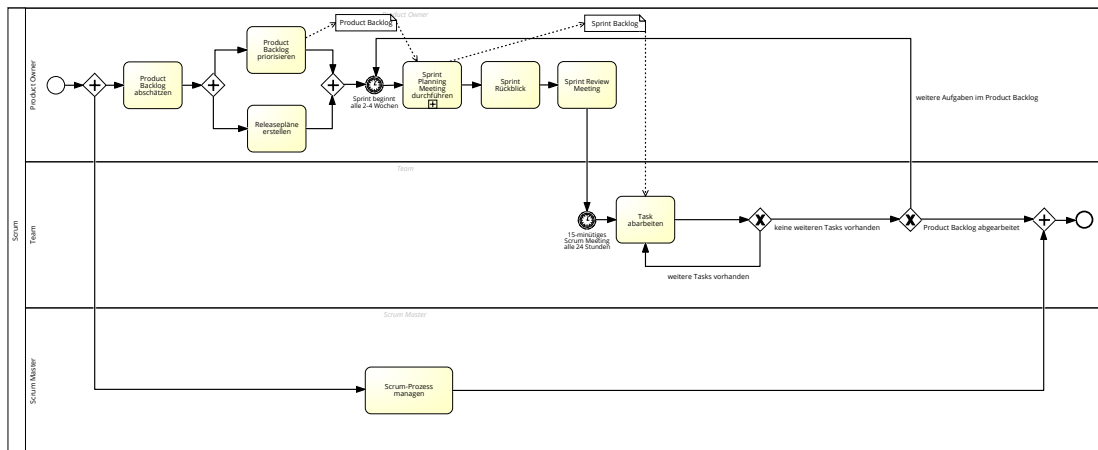 Scrum
Product Owner
Product Owner
Product
Backlog
abschätzen
Product
Backlog
priorisieren
Releasepläne
erstellen
Product Backlog
Sprint beginnt
alle 2-4 Wochen
Sprint
Planning
Meeting
durchführen
Sprint
Rückblick
Sprint Review
Meeting
Sprint Backlog
weitere Aufgaben im Product Backlog
Team
Team
15-minütiges
Scrum Meeting
alle 24 Stunden
Task
abarbeiten
weitere Tasks vorhanden
keine weiteren Tasks vorhanden
Product Backlog abgearbeitet
Scrum Master
Scrum Master
Scrum-Prozess
managen